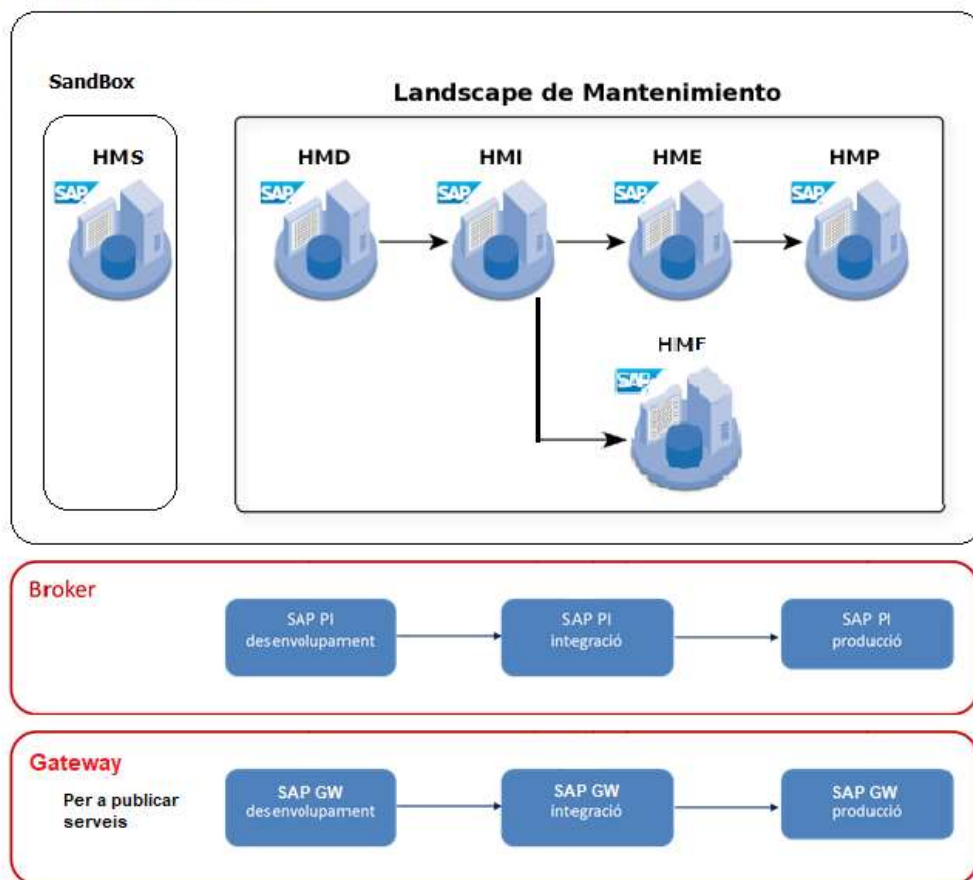 SandBox
Landscape de Mantenimiento
HMS
HMD
HMI
HME
HMP
SAP
SAP
SAP
SAP
SAP
HMF
SAP
Broker
SAP PI
desenvolupament
SAP PI
integració
SAP PI
producció
Gateway
Per a publicar
serveis
SAP GW
desenvolupament
SAP GW
integració
SAP GW
producció